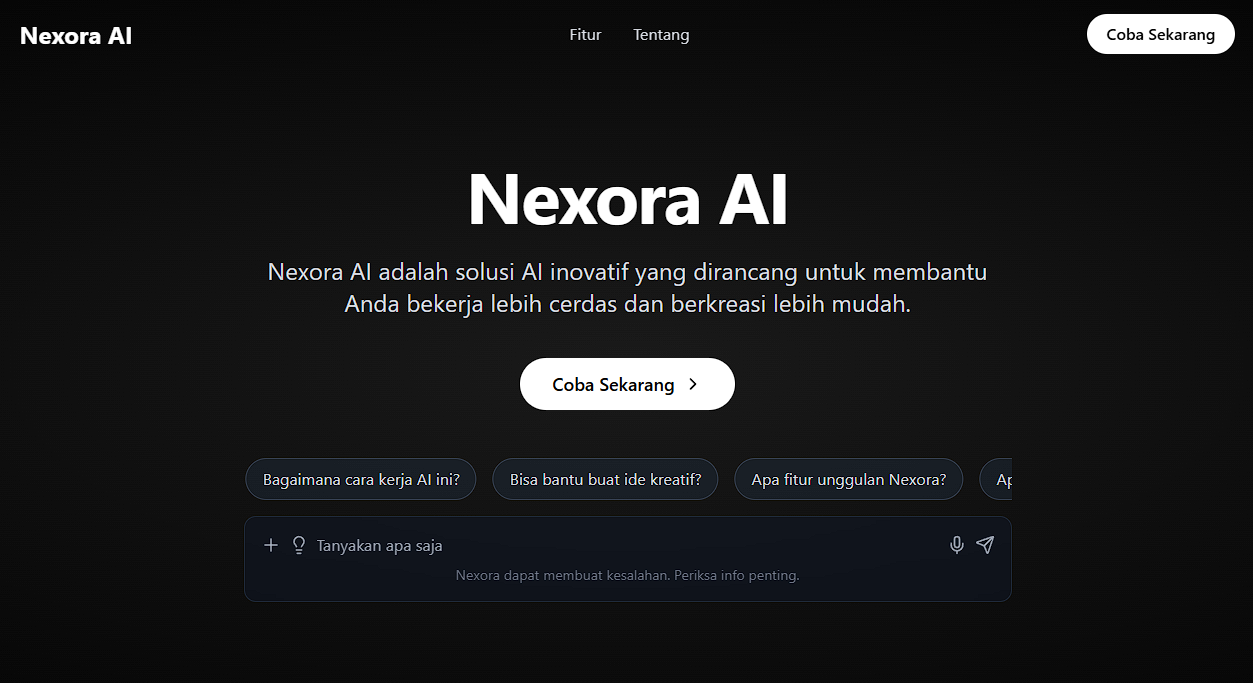 Nexora AI
Fitur
Tentang
Coba Sekarang
Nexora AI
Nexora AI adalah solusi AI inovatif yang dirancang untuk membantu
Anda bekerja lebih cerdas dan berkreasi lebih mudah.
Coba Sekarang
Bagaimana cara kerja AI ini?
Bisa bantu buat ide kreatif?
Apa fitur unggulan Nexora?
Tanyakan apa saja
Nexora dapat membuat kesalahan. Periksa info penting.